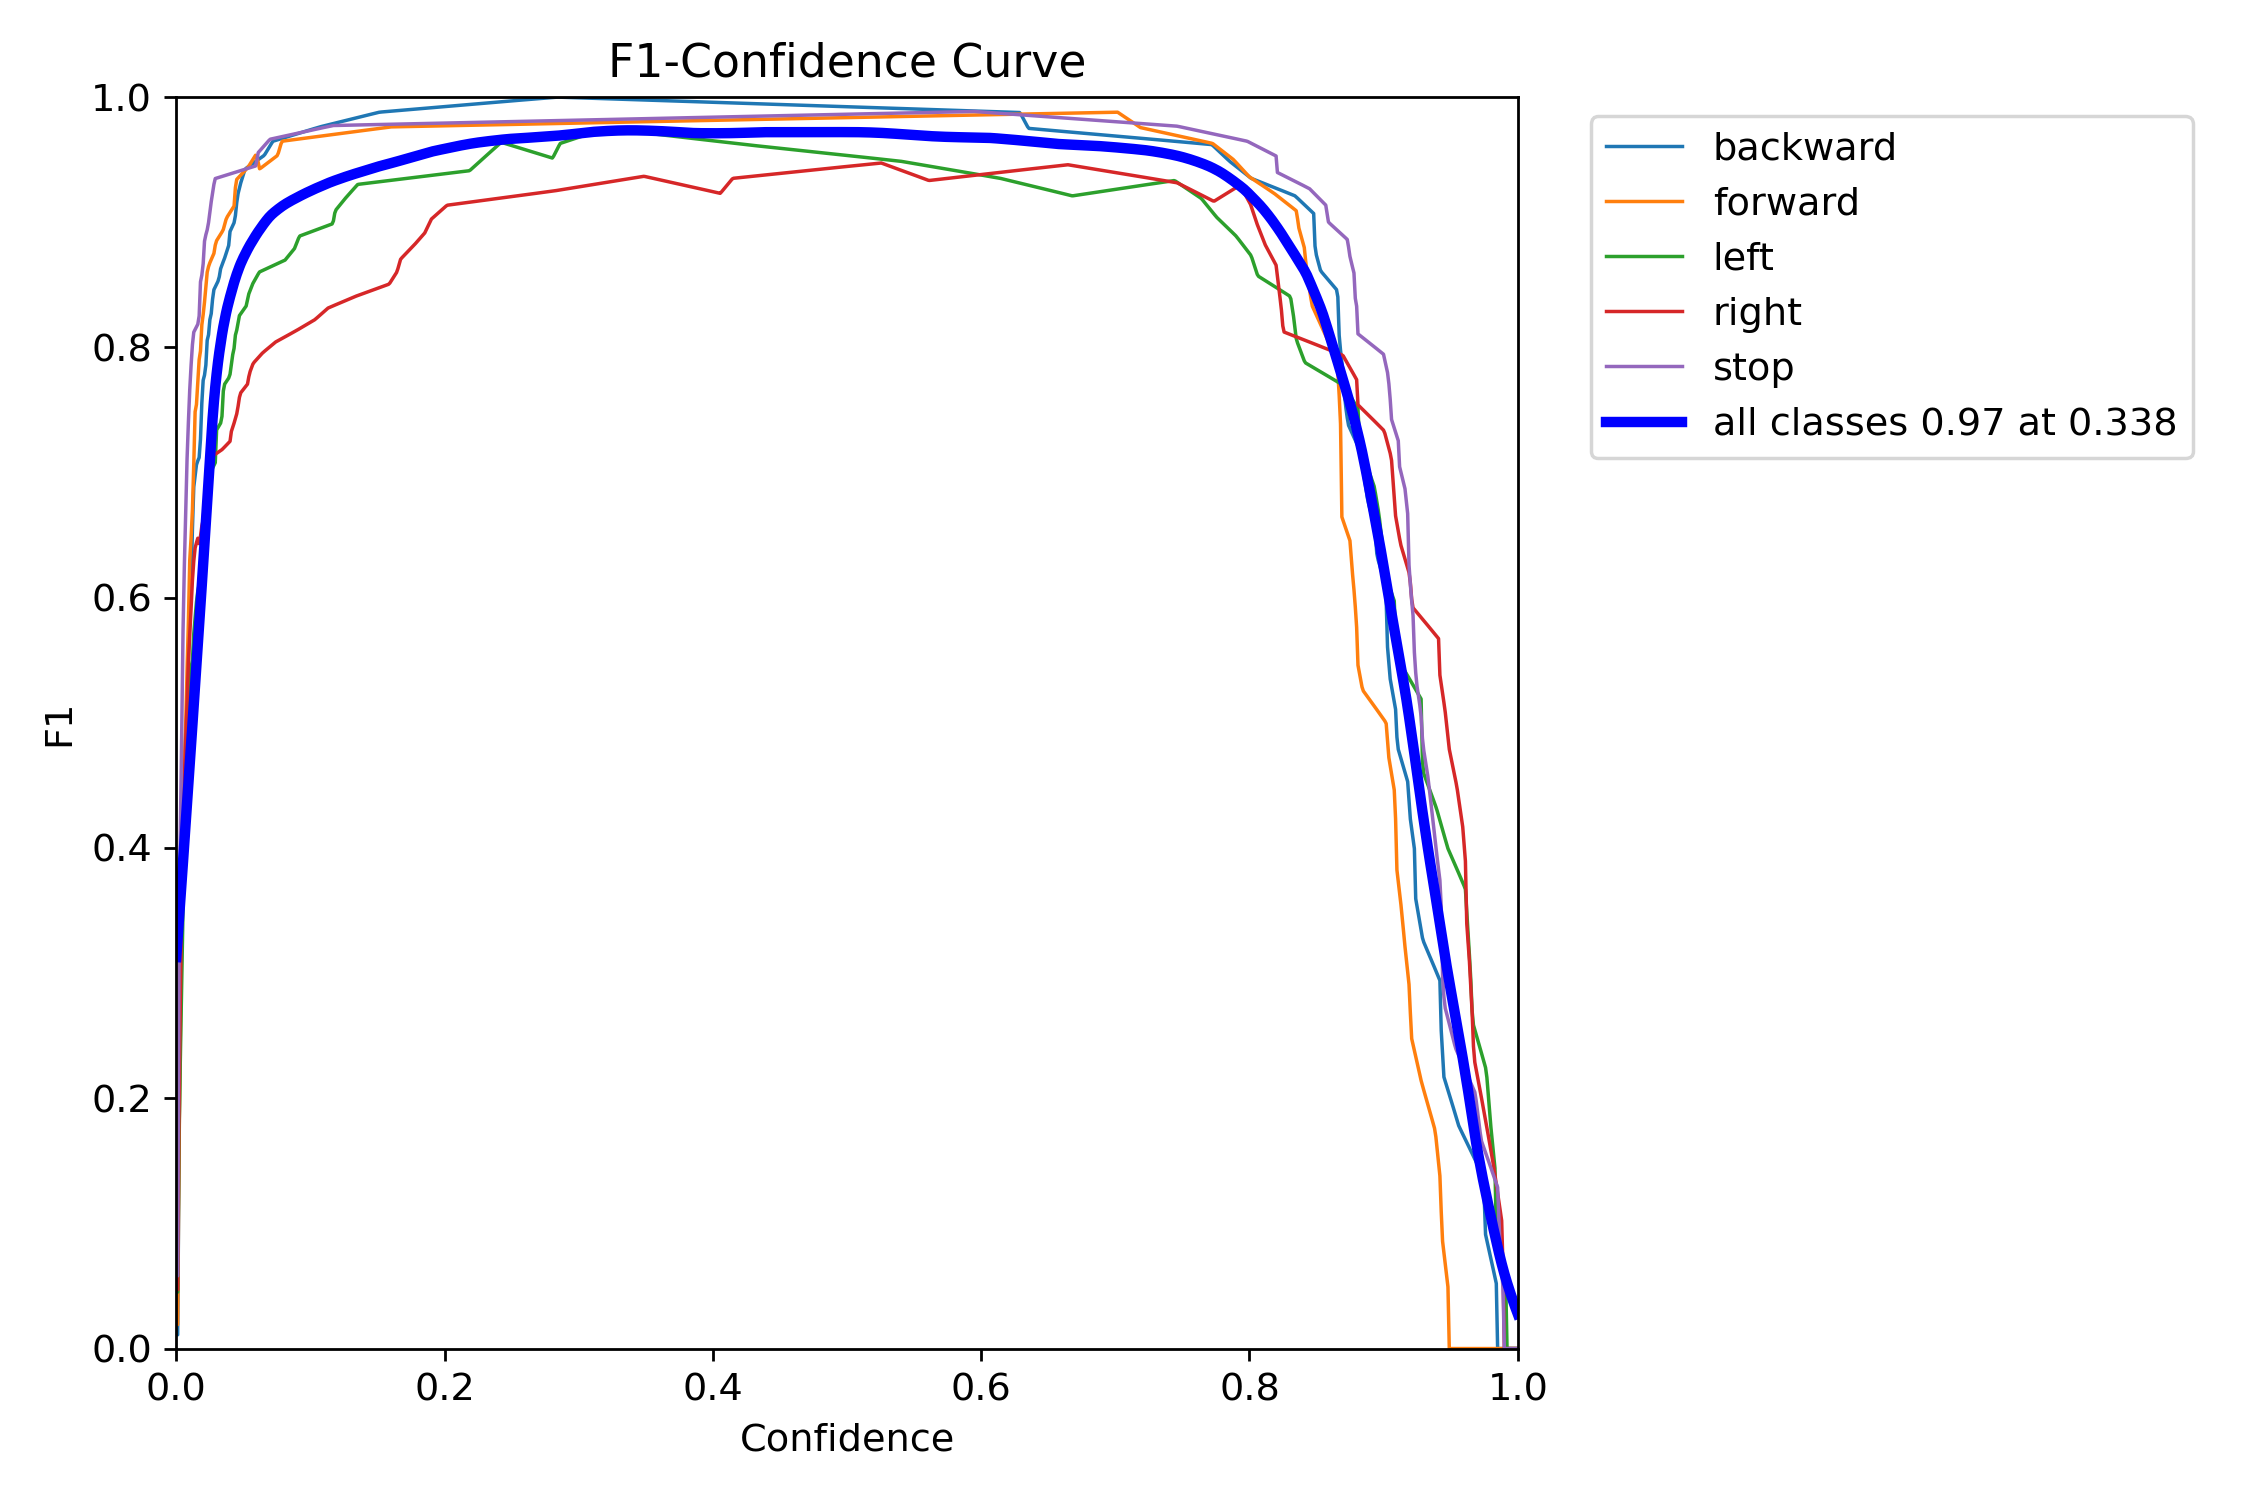 F1-Confidence Curve
1.0
0.8
0.6
0.4
0.2
0.0
F1
0.0 0.2 0.4 0.6 0.8 1.0
Confidence
backward
forward
left
right
stop
all classes 0.97 at 0.338